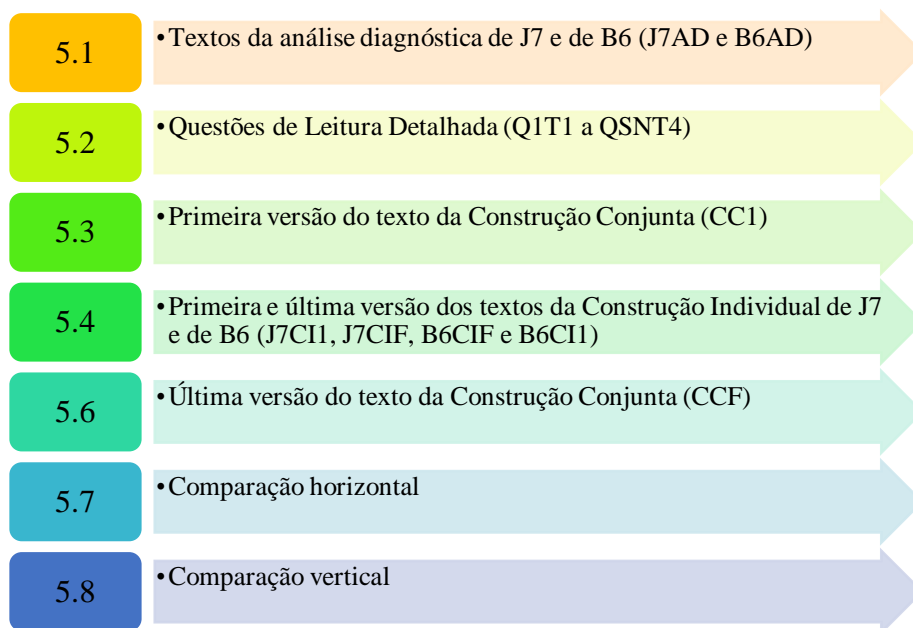 5.1
•Textos da análise diagnóstica de J7 e de B6 (J7AD e B6AD)
5.2
•Questões de Leitura Detalhada (Q1T1 a QSNT4)
5.3
•Primeira versão do texto da Construção Conjunta (CC1)
5.4
•Primeira e última versão dos textos da Construção Individual de J7
e de B6 (J7CI1, J7CIF, B6CIF e B6CI1)
5.6
•Última versão do texto da Construção Conjunta (CCF)
5.7
•Comparação horizontal
5.8
•Comparação vertical